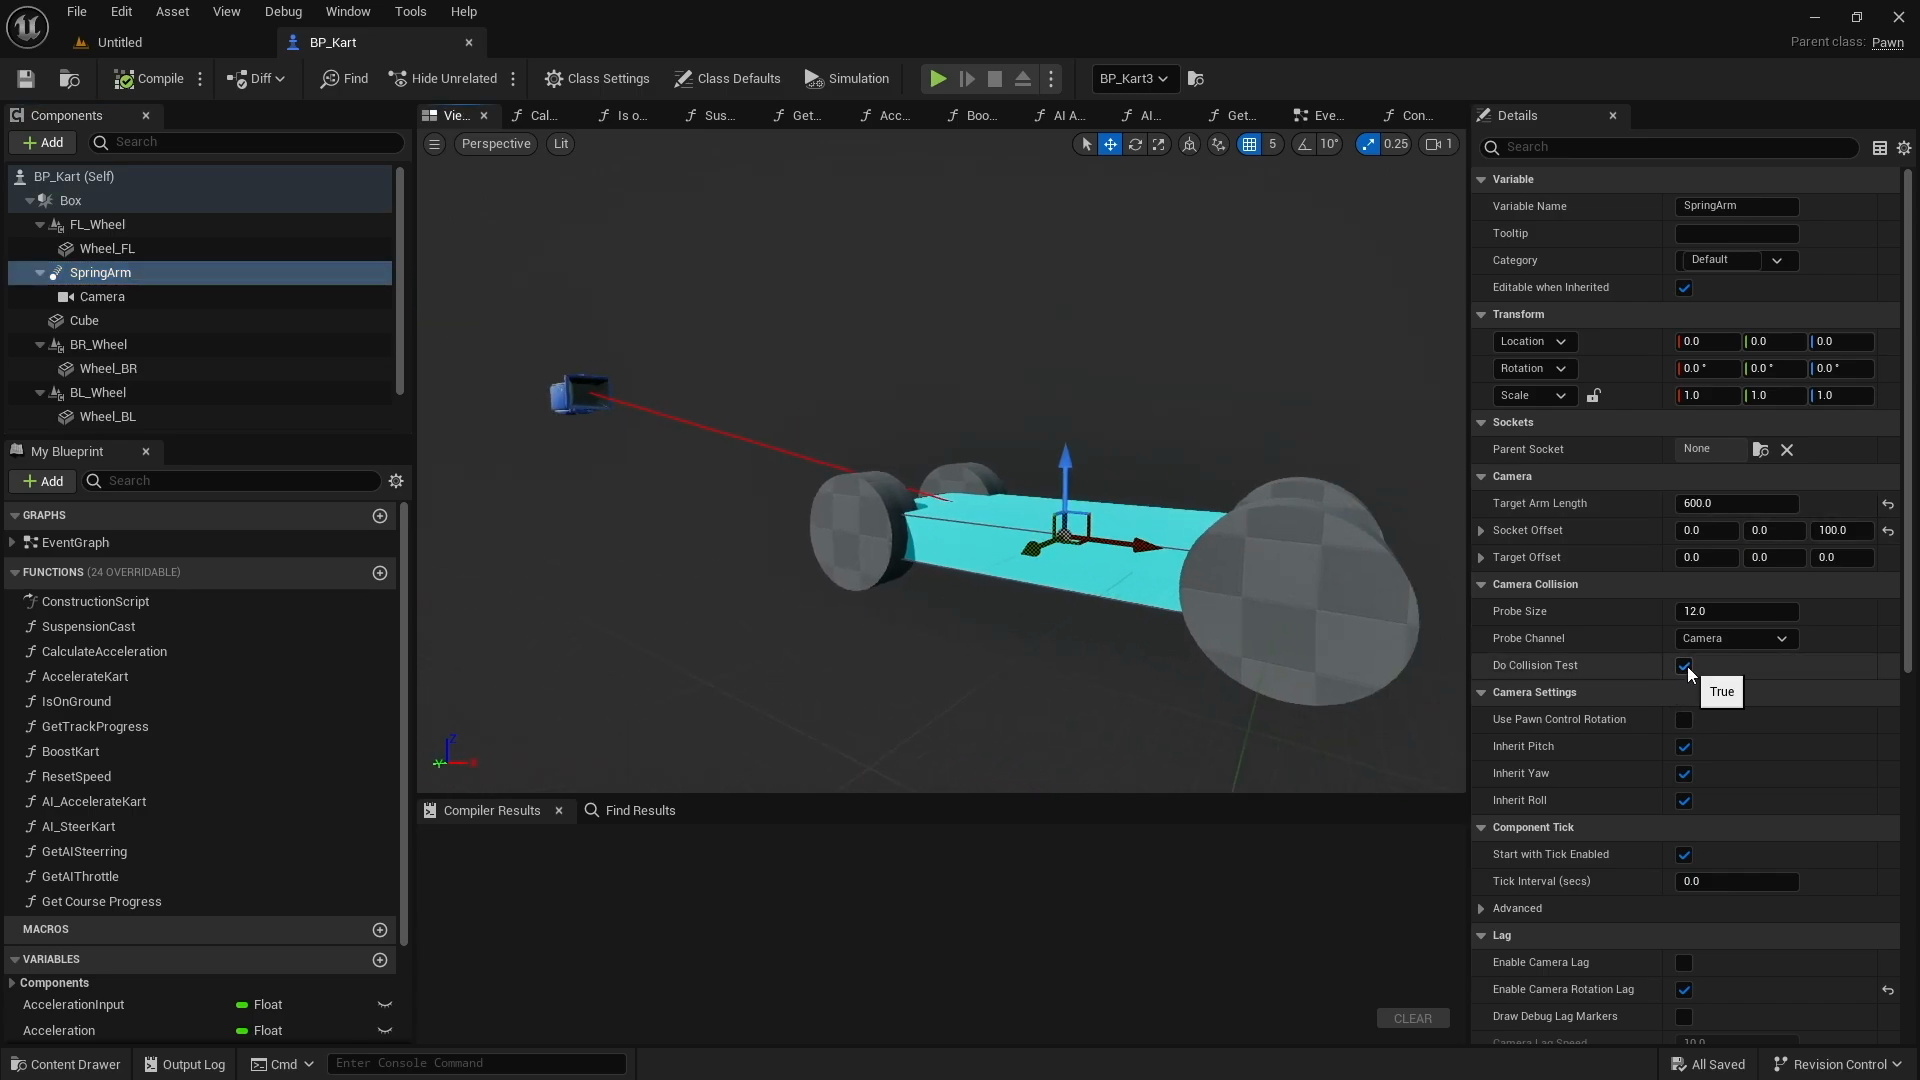 File Edit Asset View Debug Window Tools Help
Untitled
BP_Kart
Parent class: Pawn
Compile
Diff
Find
Hide Unrelated
Class Settings
Class Defaults
Simulation
BP_Kart3
Components
Add
Search
BP_Kart (Self)
Box
FL_Wheel
Wheel_FL
SpringArm
Camera
Cube
BR_Wheel
Wheel_BR
BL_Wheel
Wheel_BL
My Blueprint
Add
Search
GRAPHS
EventGraph
FUNCTIONS (24 OVERRIDABLE)
ConstructionScript
SuspensionCast
CalculateAcceleration
AccelerateKart
IsOnGround
GetTrackProgress
BoostKart
ResetSpeed
AI_AccelerateKart
AI_SteerKart
GetAISteerring
GetAIThrottle
Get Course Progress
MACROS
VARIABLES
Components
AccelerationInput Float
Acceleration Float
Vie... Cal... Is o... Sus... Get... Acc... Boo... AI A... AI... Get... Eve... Con...
Perspective Lit
5 10° 0.25 1
Z
Y
X
Compiler Results
Find Results
CLEAR
Details
Search
Variable
Variable Name SpringArm
Tooltip
Category Default
Editable when Inherited
Transform
Location 0.0 0.0 0.0
Rotation 0.0 ° 0.0 ° 0.0 °
Scale 1.0 1.0 1.0
Sockets
Parent Socket None
Camera
Target Arm Length 600.0
Socket Offset 0.0 0.0 100.0
Target Offset 0.0 0.0 0.0
Camera Collision
Probe Size 12.0
Probe Channel Camera
Do Collision Test
True
Camera Settings
Use Pawn Control Rotation
Inherit Pitch
Inherit Yaw
Inherit Roll
Component Tick
Start with Tick Enabled
Tick Interval (secs) 0.0
Advanced
Lag
Enable Camera Lag
Enable Camera Rotation Lag
Draw Debug Lag Markers
Camera Lag Speed 10.0
Content Drawer
Output Log
Cmd
Enter Console Command
All Saved
Revision Control